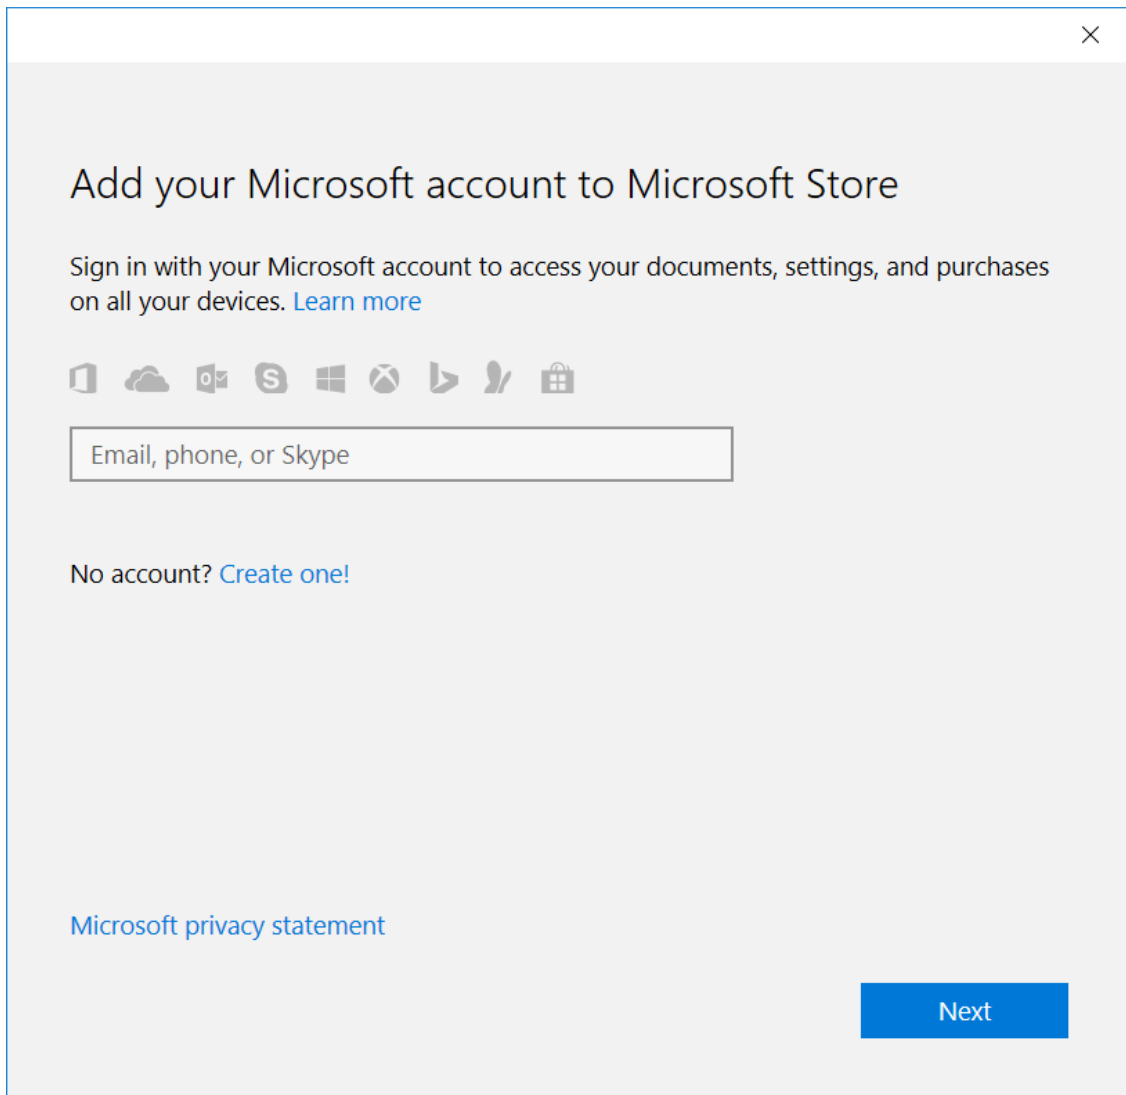 Add your Microsoft account to Microsoft Store
Sign in with your Microsoft account to access your documents, settings, and purchases
on all your devices. Learn more
Email, phone, or Skype
No account? Create one!
Microsoft privacy statement
Next